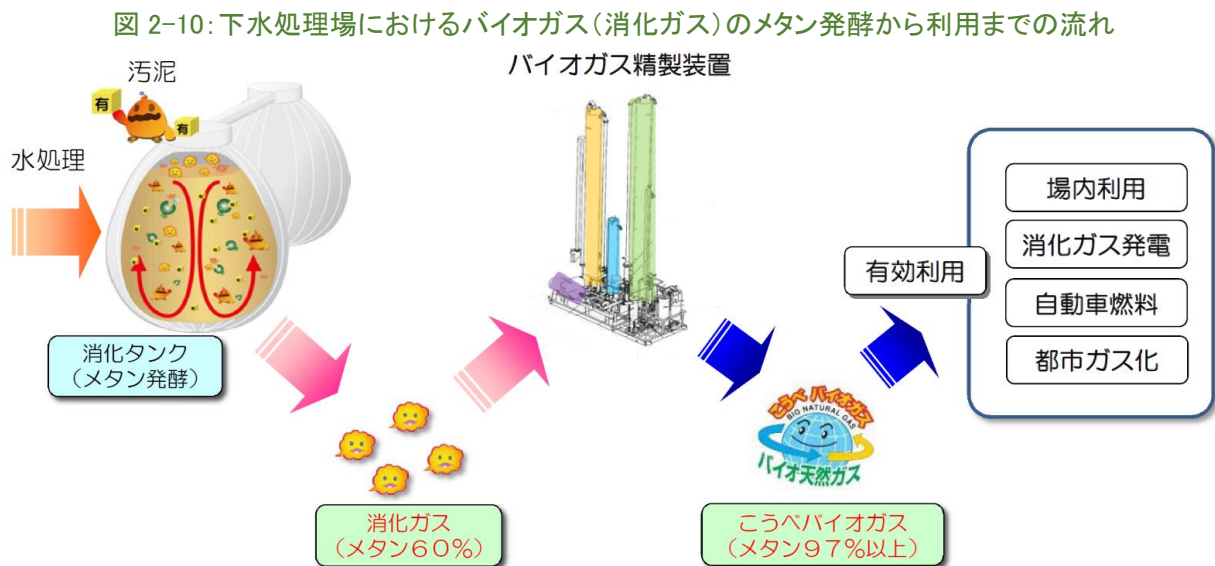 図 2-10：下水処理場におけるバイオガス（消化ガス）のメタン発酵から利用までの流れ
汚泥
有
有
水処理
消化タンク
（メタン発酵）
消化ガス
（メタン６０％）
バイオガス精製装置
こうべ バイオガス
BIO NATURAL GAS
バイオ天然ガス
こうべバイオガス
（メタン９７％以上）
有効利用
場内利用
消化ガス発電
自動車燃料
都市ガス化